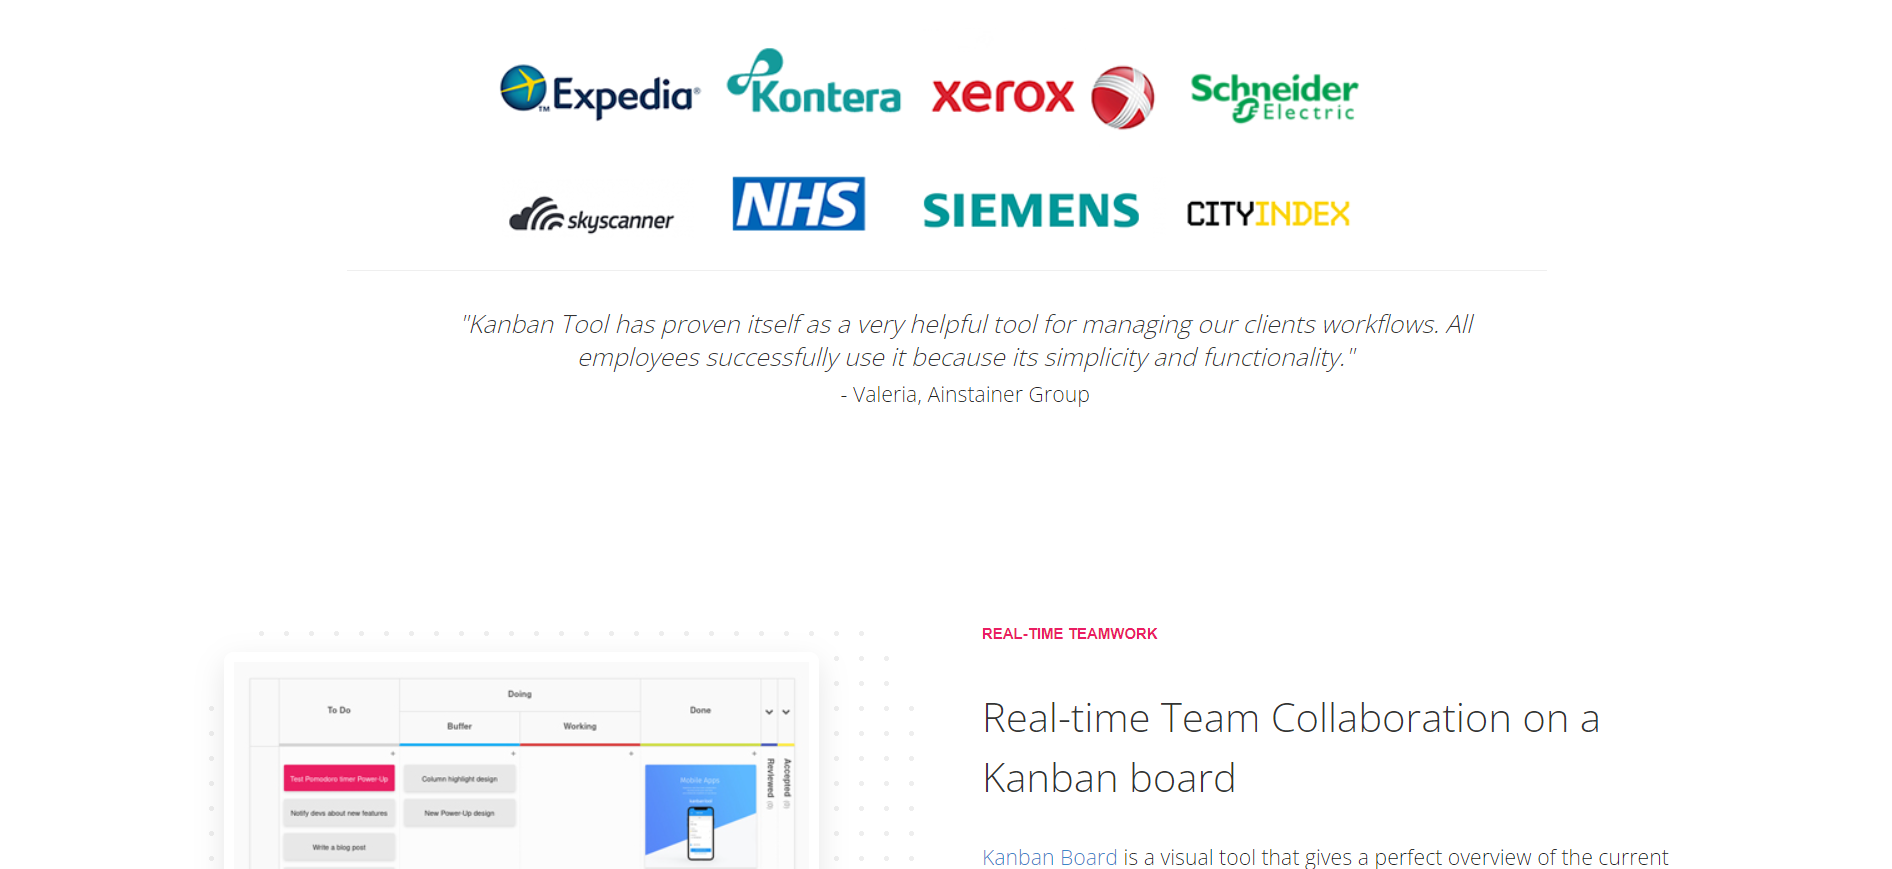 Expedia®
TM
Kontera
xerox
Schneider
Electric
skyscanner
NHS
SIEMENS
CITYINDEX
"Kanban Tool has proven itself as a very helpful tool for managing our clients workflows. All
employees successfully use it because its simplicity and functionality."
- Valeria, Ainstainer Group
To Do
Doing
Buffer
Working
Done
Test Pomodoro timer Power-Up
Notify devs about new features
Write a blog post
Column highlight design
New Power-Up design
Mobile Apps
Reviewed (0)
Accepted (0)
REAL-TIME TEAMWORK
Real-time Team Collaboration on a
Kanban board
Kanban Board is a visual tool that gives a perfect overview of the current